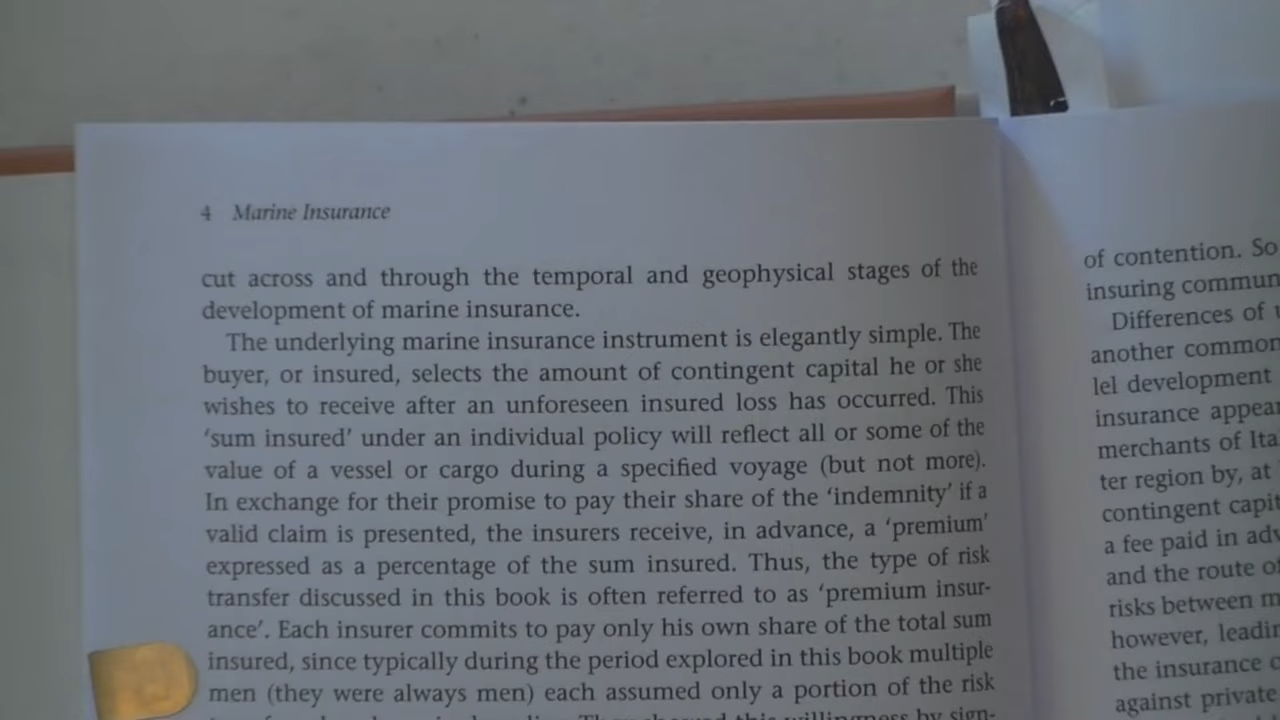 4 Marine Insurance
cut across and through the temporal and geophysical stages of the
development of marine insurance.
The underlying marine insurance instrument is elegantly simple. The
buyer, or insured, selects the amount of contingent capital he or she
wishes to receive after an unforeseen insured loss has occurred. This
‘sum insured’ under an individual policy will reflect all or some of the
value of a vessel or cargo during a specified voyage (but not more).
In exchange for their promise to pay their share of the ‘indemnity’ if a
valid claim is presented, the insurers receive, in advance, a ‘premium’
expressed as a percentage of the sum insured. Thus, the type of risk
transfer discussed in this book is often referred to as ‘premium insur-
ance’. Each insurer commits to pay only his own share of the total sum
insured, since typically during the period explored in this book multiple
men (they were always men) each assumed only a portion of the risk
this willingness by sign-
of contention. So
insuring commun
Differences of
another common
lel development
insurance appear
merchants of Ita
ter region by, at
contingent capit
a fee paid in adv
and the route of
risks between m
however, leadin
the insurance
against private